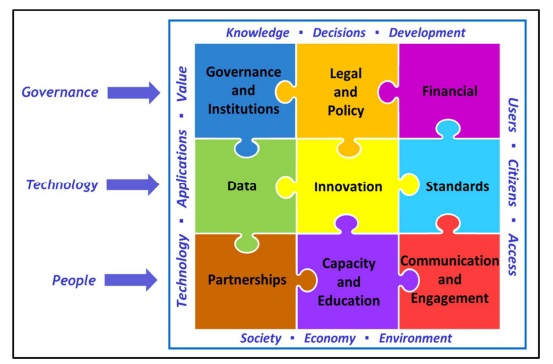 Knowledge ▪ Decisions ▪ Development
Governance
Technology
People
Technology ▪ Applications ▪ Value
Governance
and
Institutions
Legal
and
Policy
Financial
Data
Innovation
Standards
Partnerships
Capacity
and
Education
Communication
and
Engagement
Users ▪ Citizens ▪ Access
Society ▪ Economy ▪ Environment